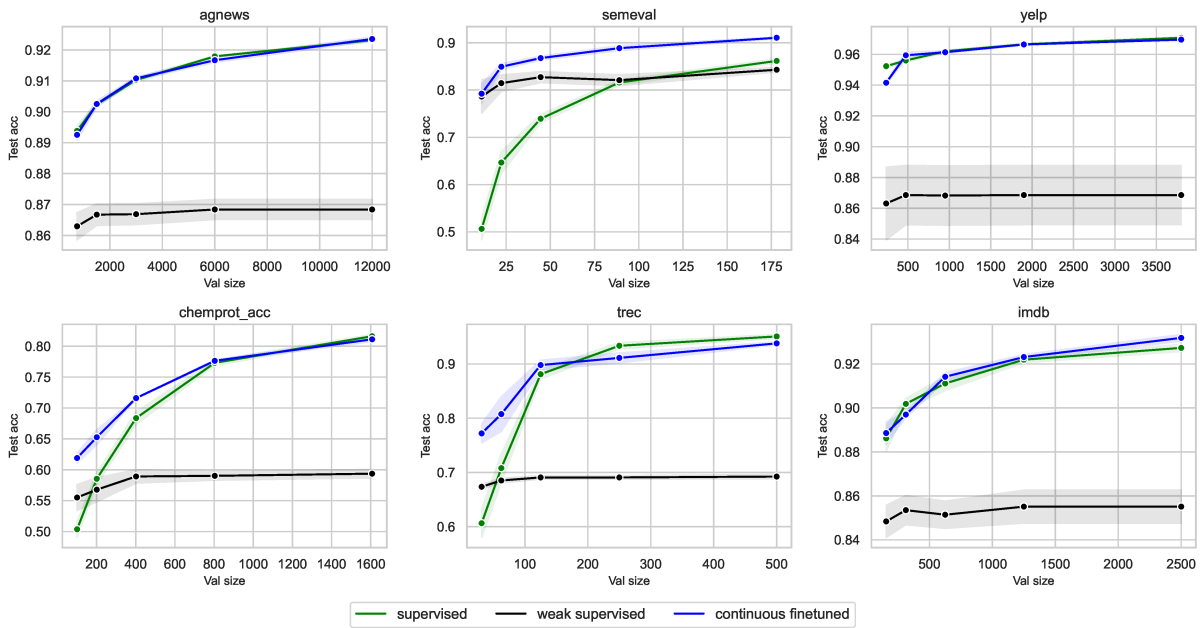 agnews
Test acc
0.92
0.91
0.90
0.89
0.88
0.87
0.86
2000 4000 6000 8000 10000 12000
Val size
semeval
Test acc
0.9
0.8
0.7
0.6
0.5
25 50 75 100 125 150 175
Val size
yelp
Test acc
0.96
0.94
0.92
0.90
0.88
0.86
0.84
500 1000 1500 2000 2500 3000 3500
Val size
chemprot_acc
Test acc
0.80
0.75
0.70
0.65
0.60
0.55
0.50
200 400 600 800 1000 1200 1400 1600
Val size
trec
Test acc
0.9
0.8
0.7
0.6
100 200 300 400 500
Val size
imdb
Test acc
0.92
0.90
0.88
0.86
0.84
500 1000 1500 2000 2500
Val size
supervised weak supervised continuous finetuned